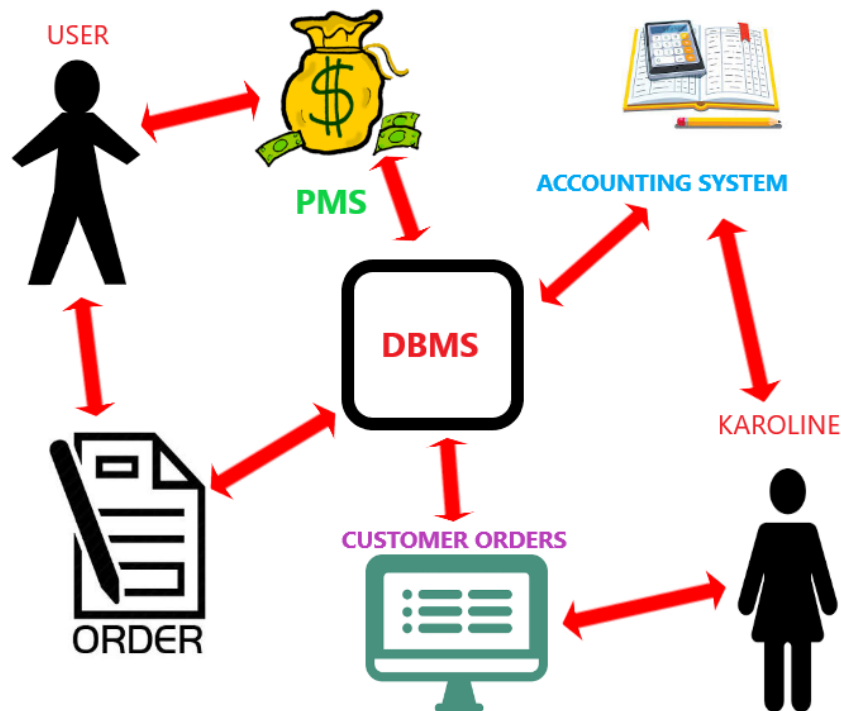 USER
$
PMS
ACCOUNTING SYSTEM
DBMS
KAROLINE
CUSTOMER ORDERS
ORDER